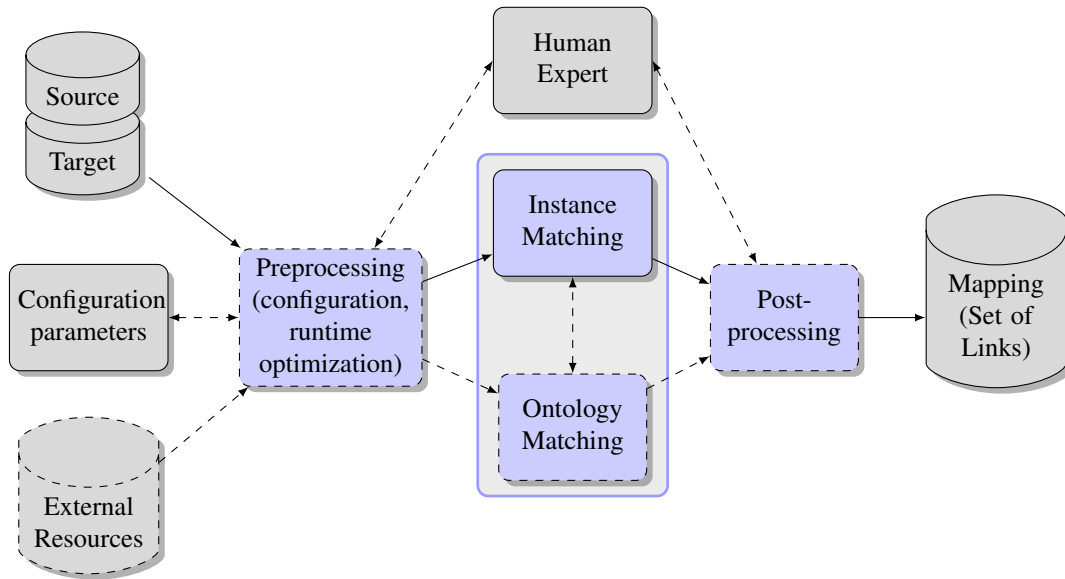 Source
Target
Human
Expert
Instance
Matching
Configuration
parameters
Preprocessing
(configuration,
runtime
optimization)
Post-
processing
Mapping
(Set of
Links)
Ontology
Matching
External
Resources